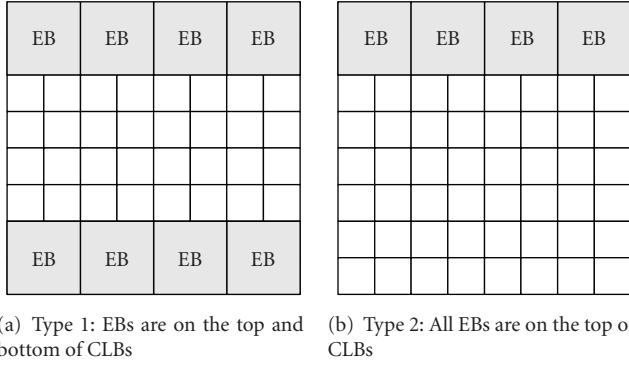 EB EB EB EB
EB EB EB EB
(a) Type 1: EBs are on the top and
bottom of CLBs
EB EB EB EB
(b) Type 2: All EBs are on the top o
CLBs